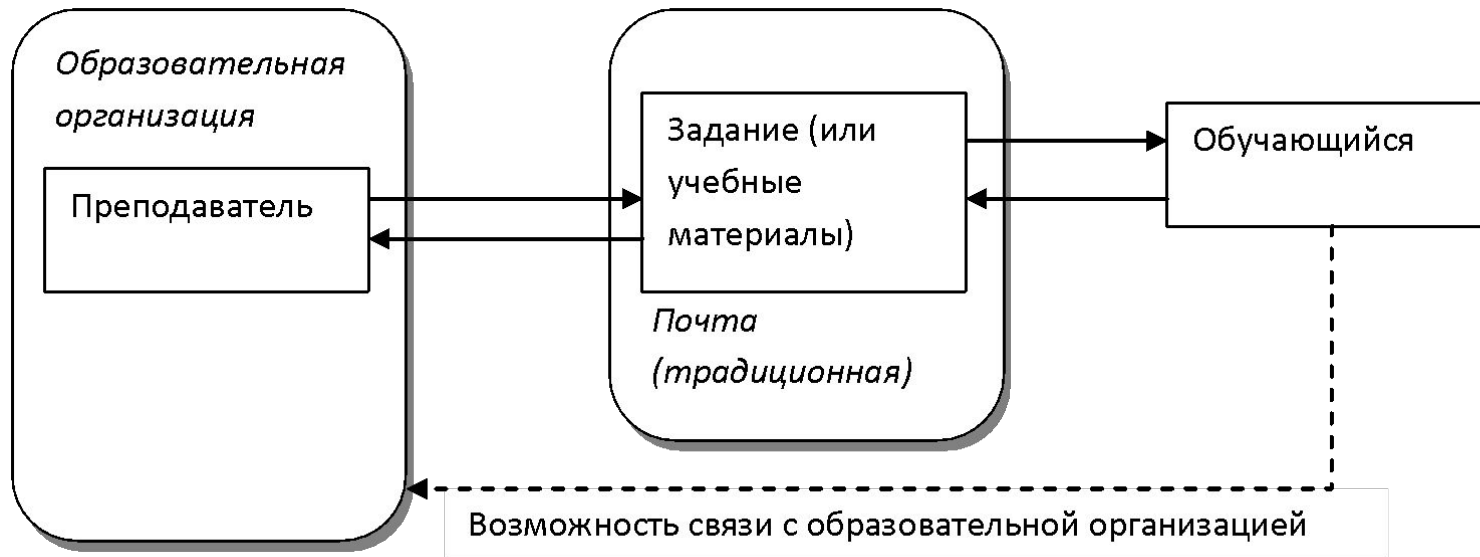 Образовательная
организация
Преподаватель
Задание (или
учебные
материалы)
Почта
(традиционная)
Обучающийся
Возможность связи с образовательной организацией